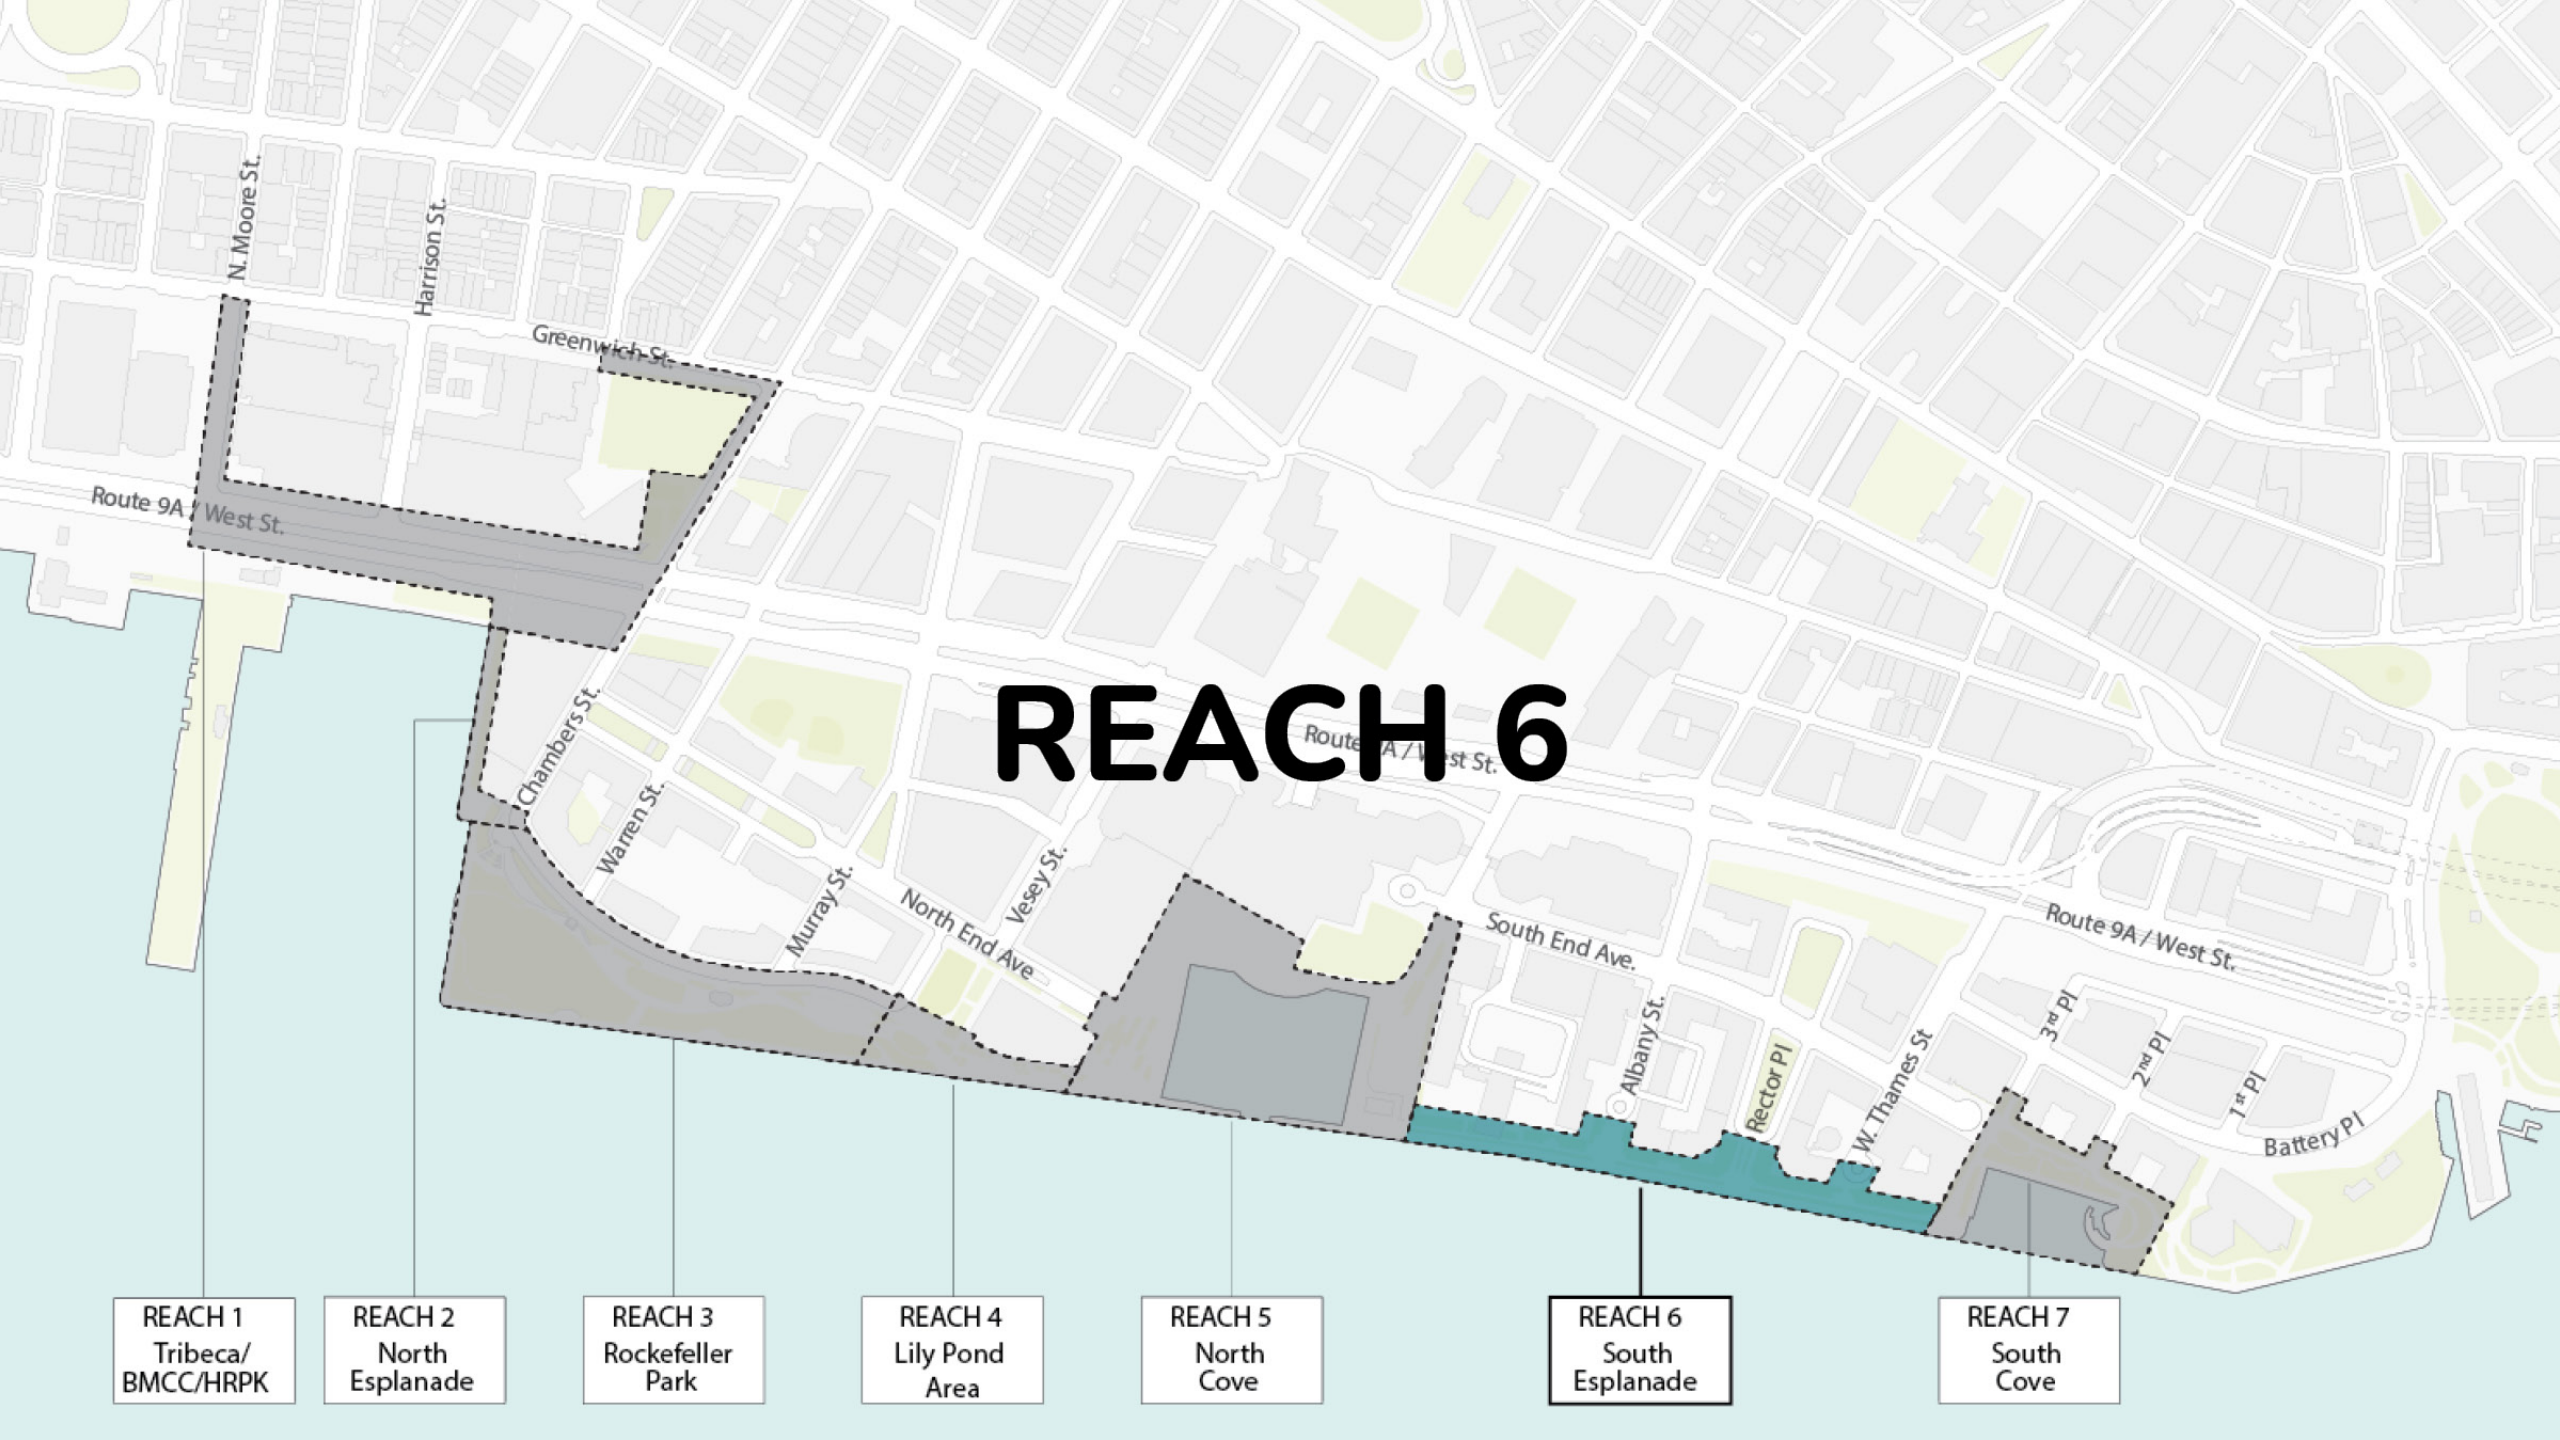 N. Moore St.
Harrison St.
Greenwich St.
Route 9A / West St.
REACH 6
Route 9A / West St.
Chambers St.
Warren St.
Murray St.
Vesey St.
North End Ave
South End Ave.
Route 9A / West St.
Albany St.
Rector Pl
W. Thames St
3rd Pl
2nd Pl
1st Pl
Battery Pl
REACH 1
Tribeca/
BMCC/HRPK
REACH 2
North
Esplanade
REACH 3
Rockefeller
Park
REACH 4
Lily Pond
Area
REACH 5
North
Cove
REACH 6
South
Esplanade
REACH 7
South
Cove